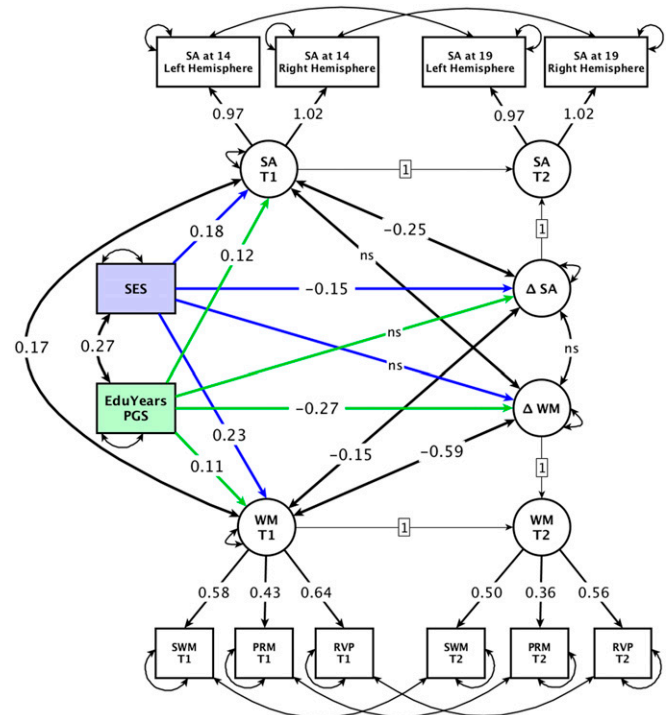 SA at 14
Left Hemisphere
SA at 14
Right Hemisphere
SA at 19
Left Hemisphere
SA at 19
Right Hemisphere
0.97
1.02
0.97
1.02
SA
T1
1
SA
T2
0.18
-0.25
1
0.12
ns
SES
-0.15
Δ SA
0.17
0.27
ns
ns
ns
EduYears
PGS
-0.27
Δ WM
0.23
-0.15
-0.59
0.11
1
WM
T1
1
WM
T2
0.58
0.43
0.64
0.50
0.36
0.56
SWM
T1
PRM
T1
RVP
T1
SWM
T2
PRM
T2
RVP
T2